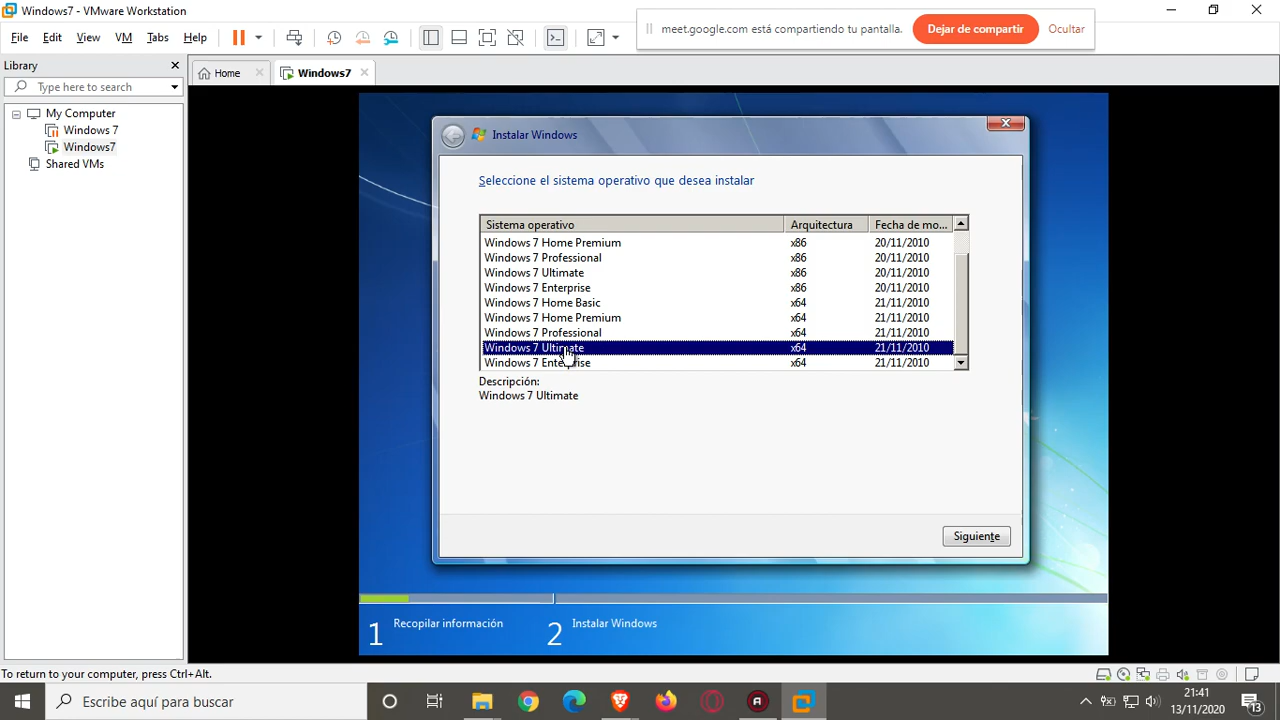 Windows7 - VMware Workstation
File Edit View VM Tabs Help
meet.google.com está compartiendo tu pantalla. Dejar de compartir Ocultar
Library
Type here to search
My Computer
Windows 7
Windows7
Shared VMs
Home Windows7
Instalar Windows
Seleccione el sistema operativo que desea instalar
Sistema operativo Arquitectura Fecha de mo...
Windows 7 Home Premium x86 20/11/2010
Windows 7 Professional x86 20/11/2010
Windows 7 Ultimate x86 20/11/2010
Windows 7 Enterprise x86 20/11/2010
Windows 7 Home Basic x64 21/11/2010
Windows 7 Home Premium x64 21/11/2010
Windows 7 Professional x64 21/11/2010
Windows 7 Ultimate x64 21/11/2010
Windows 7 Enterprise x64 21/11/2010
Descripción:
Windows 7 Ultimate
Siguiente
1 Recopilar información 2 Instalar Windows
To return to your computer, press Ctrl+Alt.
Escribe aquí para buscar
21:41
13/11/2020
13